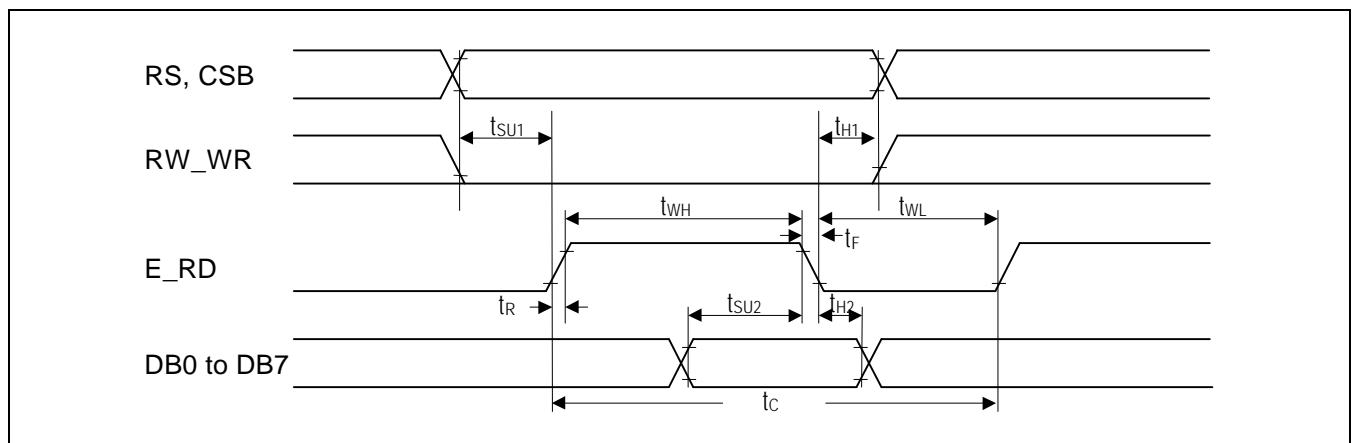 RS, CSB
tSU1
tH1
RW_WR
tWH
tWL
tF
E_RD
tR
tSU2
tH2
DB0 to DB7
tC